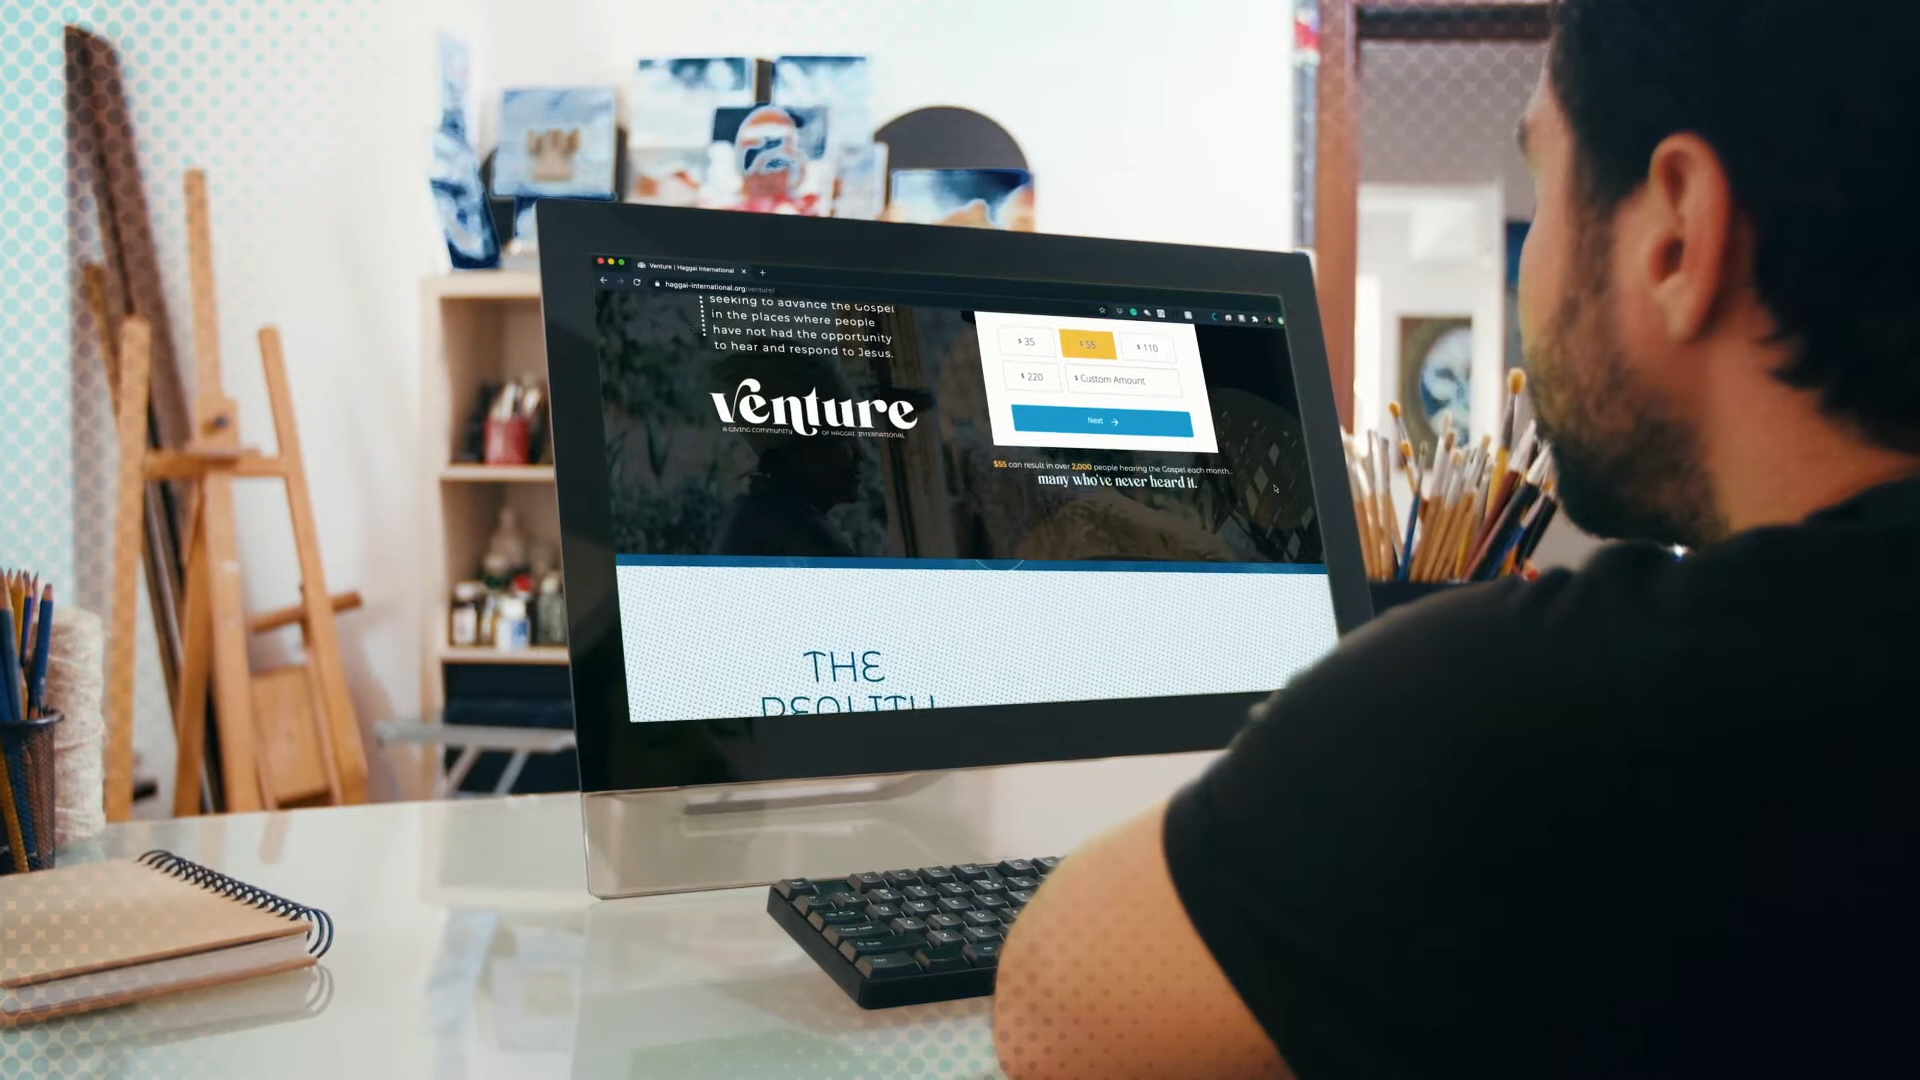 Venture | Haggai International
haggai-international.org/venture/
seeking to advance the Gospel
in the places where people
have not had the opportunity
to hear and respond to Jesus.
venture
A GIVING COMMUNITY OF HAGGAI INTERNATIONAL
$ 35
$ 55
$ 110
$ 220
$ Custom Amount
Next →
$55 can result in over 2,000 people hearing the Gospel each month...
many who've never heard it.
THE
REALITY